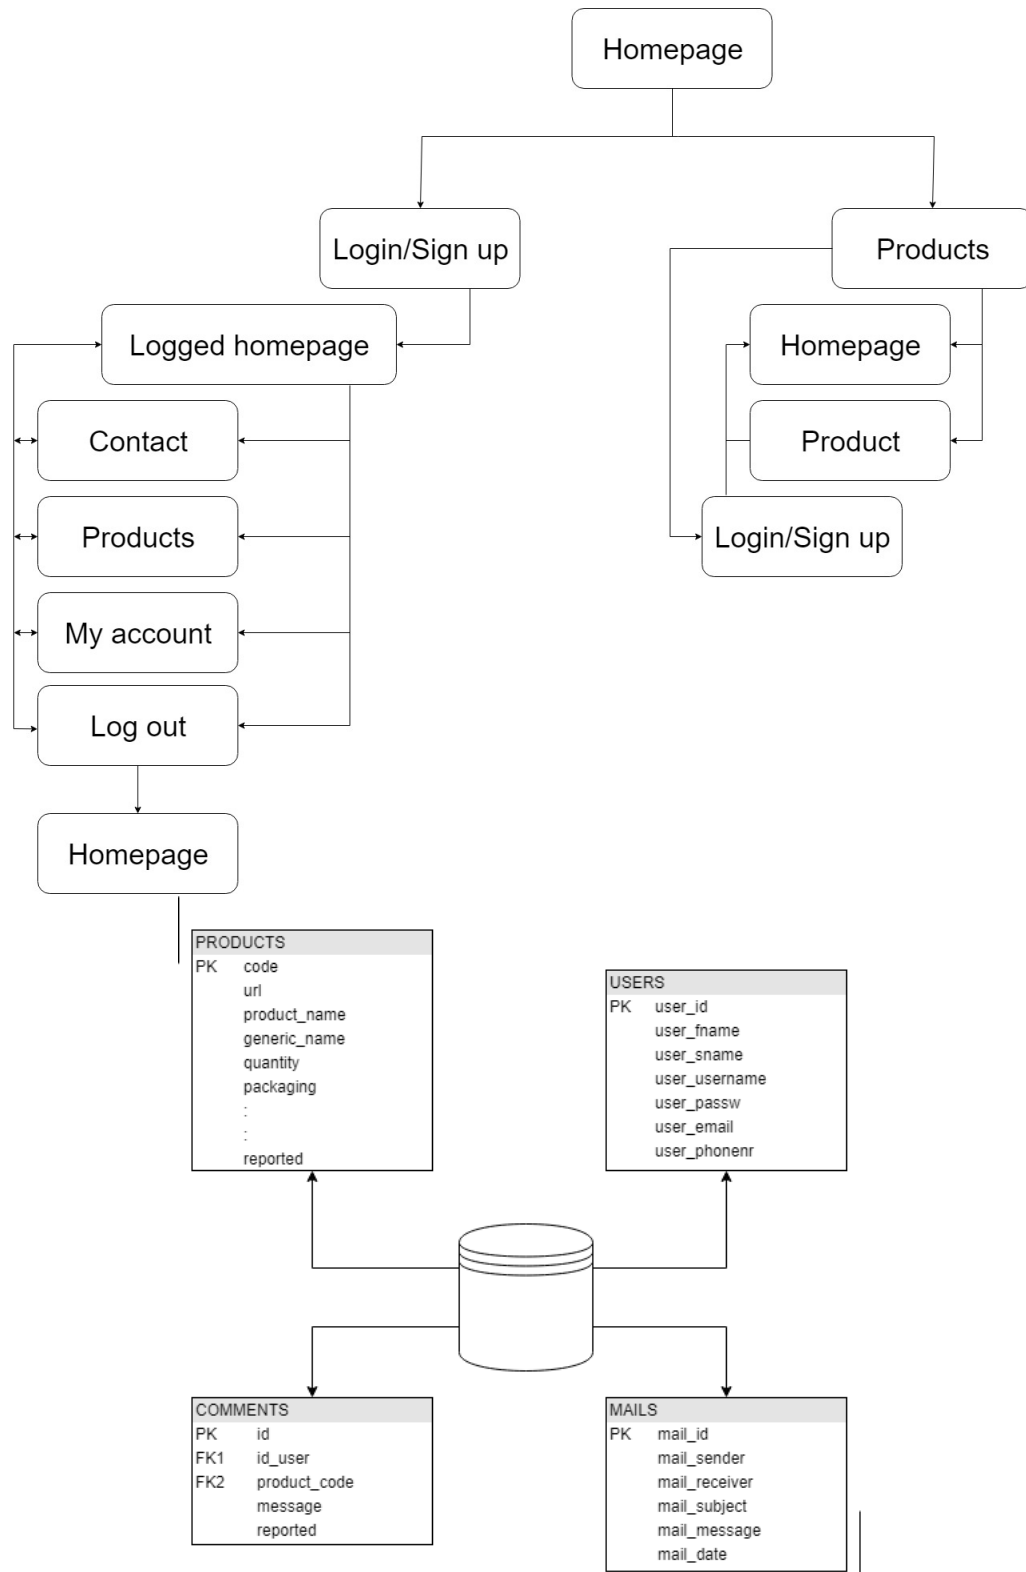 Homepage
Login/Sign up
Products
Logged homepage
Homepage
Contact
Product
Products
Login/Sign up
My account
Log out
Homepage
PRODUCTS
PK code
url
product_name
generic_name
quantity
packaging
:
:
reported
USERS
PK user_id
user_fname
user_sname
user_username
user_passw
user_email
user_phonenr
COMMENTS
PK id
FK1 id_user
FK2 product_code
message
reported
MAILS
PK mail_id
mail_sender
mail_receiver
mail_subject
mail_message
mail_date